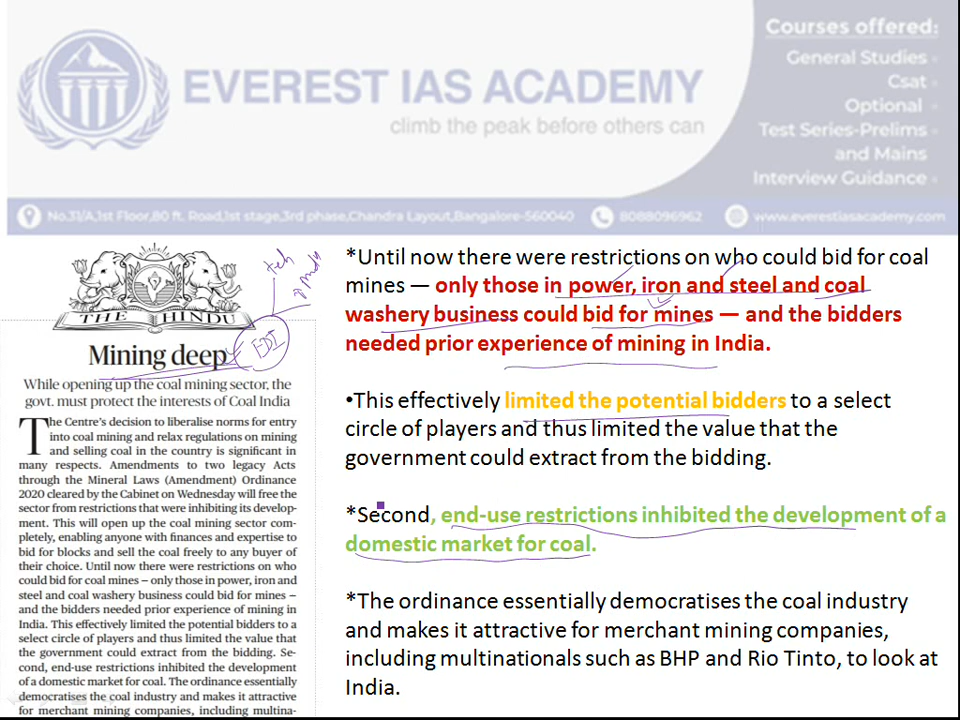 EVEREST IAS ACADEMY
climb the peak before others can
Courses offered:
General Studies
Csat
Optional
Test Series-Prelims
and Mains
Interview Guidance
No.31/A,1st Floor,80 ft. Road,1st stage,3rd phase,Chandra Layout,Bangalore-560040
8088096962
www.everestiasacademy.com
THE HINDU
FDI
Mining deep
While opening up the coal mining sector, the
govt. must protect the interests of Coal India
The Centre's decision to liberalise norms for entry
into coal mining and relax regulations on mining
and selling coal in the country is significant in
many respects. Amendments to two legacy Acts
through the Mineral Laws (Amendment) Ordinance
2020 cleared by the Cabinet on Wednesday will free the
sector from restrictions that were inhibiting its develop-
ment. This will open up the coal mining sector com-
pletely, enabling anyone with finances and expertise to
bid for blocks and sell the coal freely to any buyer of
their choice. Until now there were restrictions on who
could bid for coal mines – only those in power, iron and
steel and coal washery business could bid for mines –
and the bidders needed prior experience of mining in
India. This effectively limited the potential bidders to a
select circle of players and thus limited the value that
the government could extract from the bidding. Se-
cond, end-use restrictions inhibited the development
of a domestic market for coal. The ordinance essentially
democratises the coal industry and makes it attractive
for merchant mining companies, including multina-
*Until now there were restrictions on who could bid for coal
mines — only those in power, iron and steel and coal
washery business could bid for mines — and the bidders
needed prior experience of mining in India.
•This effectively limited the potential bidders to a select
circle of players and thus limited the value that the
government could extract from the bidding.
*Second, end-use restrictions inhibited the development of a
domestic market for coal.
*The ordinance essentially democratises the coal industry
and makes it attractive for merchant mining companies,
including multinationals such as BHP and Rio Tinto, to look at
India.